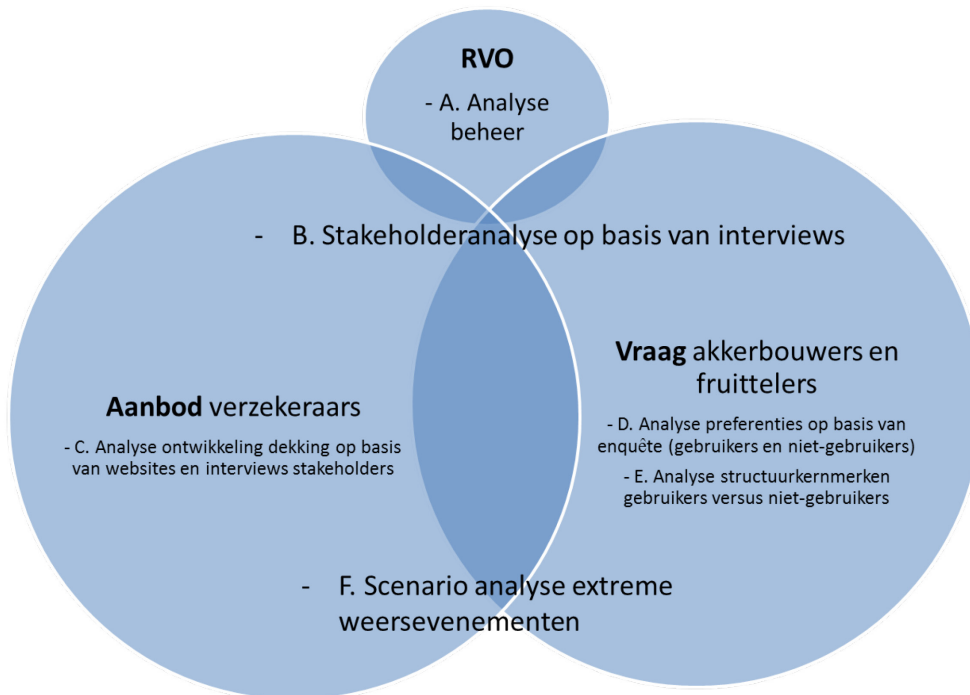 RVO
- A. Analyse
beheer
- B. Stakeholderanalyse op basis van interviews
Aanbod verzekeraars
- C. Analyse ontwikkeling dekking op basis
van websites en interviews stakeholders
Vraag akkerbouwers en
fruittelers
- D. Analyse preferenties op basis van
enquête (gebruikers en niet-gebruikers)
- E. Analyse structuurkernmerken
gebruikers versus niet-gebruikers
- F. Scenario analyse extreme
weersevenementen